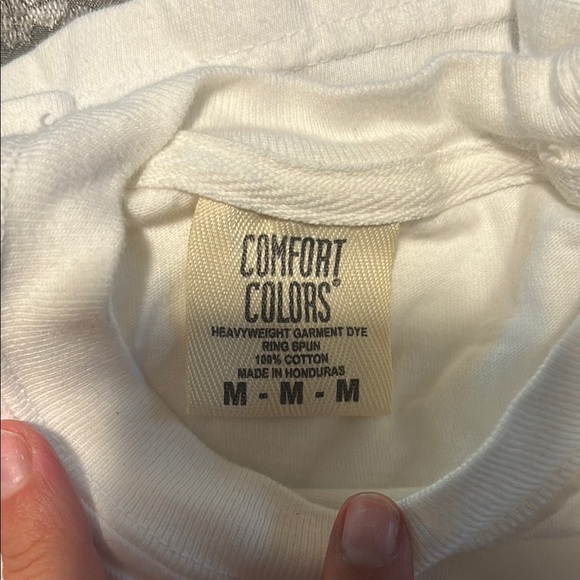 COMFORT
COLORS®
HEAVYWEIGHT GARMENT DYE
RING SPUN
100% COTTON
MADE IN HONDURAS
M - M - M